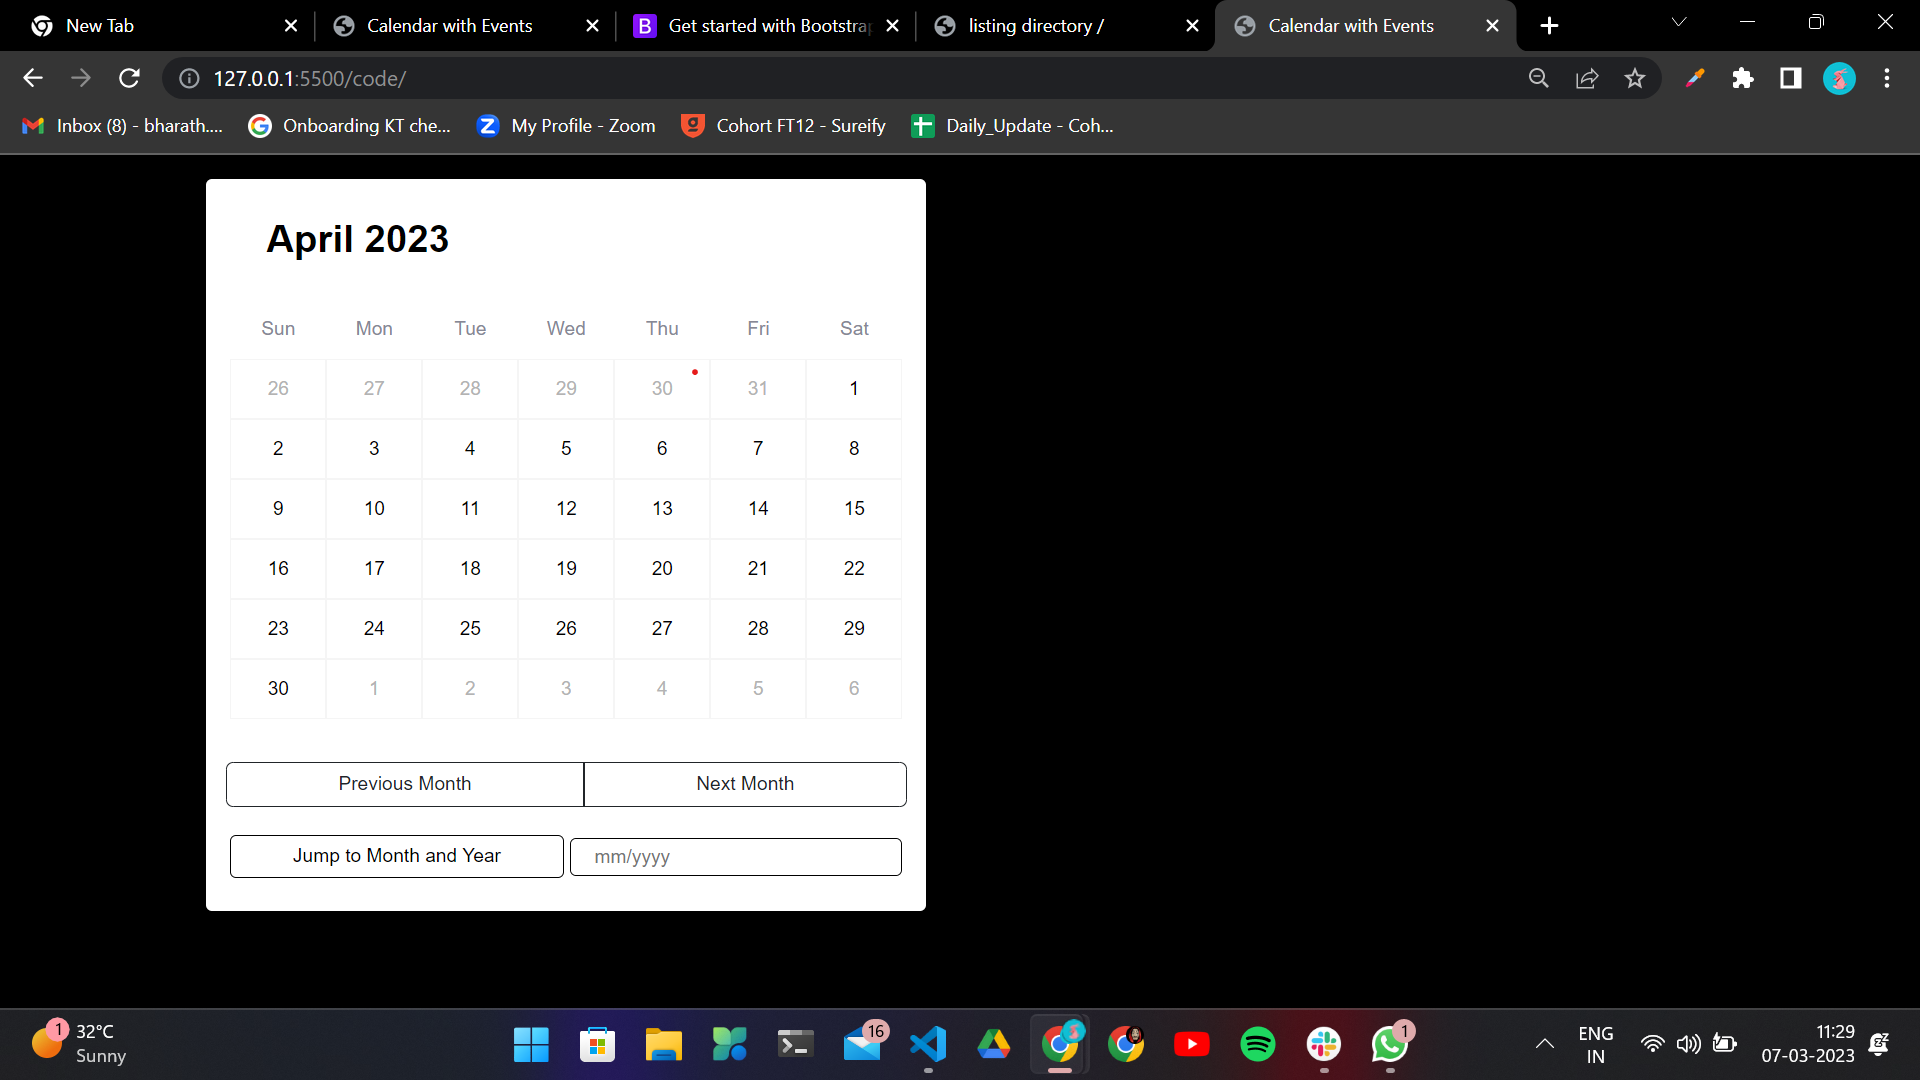 New Tab
Calendar with Events
Get started with Bootstra
listing directory /
Calendar with Events
127.0.0.1:5500/code/
Inbox (8) - bharath....
Onboarding KT che...
My Profile - Zoom
Cohort FT12 - Sureify
Daily_Update - Coh...
April 2023
Sun Mon Tue Wed Thu Fri Sat
26 27 28 29 30 31 1
2 3 4 5 6 7 8
9 10 11 12 13 14 15
16 17 18 19 20 21 22
23 24 25 26 27 28 29
30 1 2 3 4 5 6
Previous Month
Next Month
Jump to Month and Year
mm/yyyy
1
32°C
Sunny
16
1
ENG
IN
11:29
07-03-2023